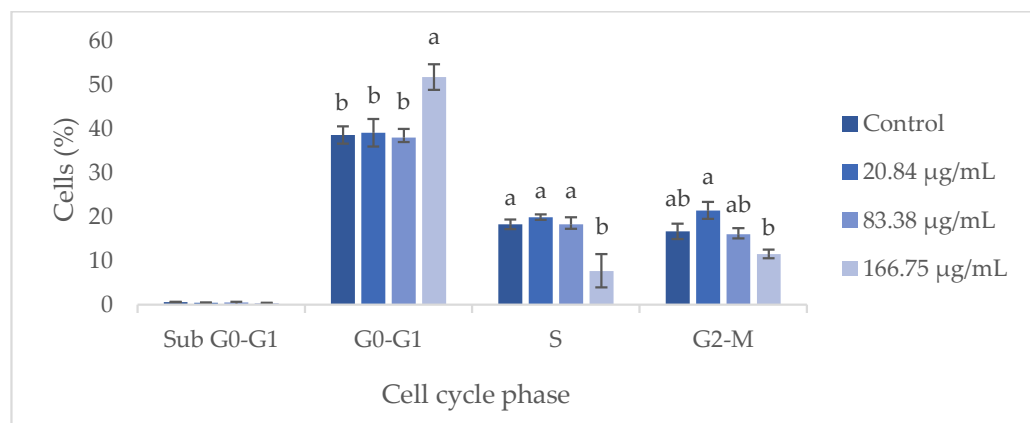 60
50
40
30
20
10
0
Cells (%)
a
b b b
a a a b
ab a ab b
Sub G0-G1 G0-G1 S G2-M
Cell cycle phase
Control
20.84 µg/mL
83.38 µg/mL
166.75 µg/mL